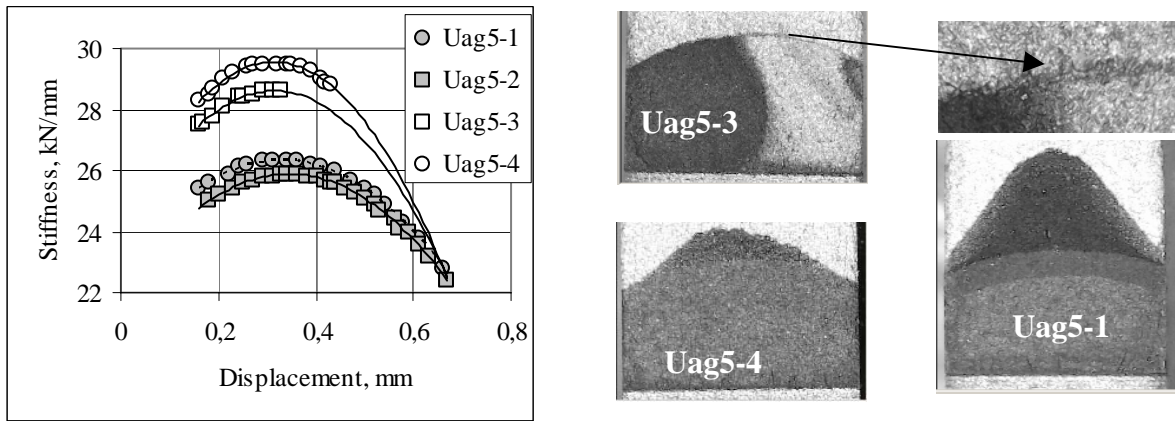 30
28
26
24
22
0
0,2
0,4
0,6
0,8
Stiffness, kN/mm
Displacement, mm
Uag5-1
Uag5-2
Uag5-3
Uag5-4
Uag5-3
Uag5-4
Uag5-1